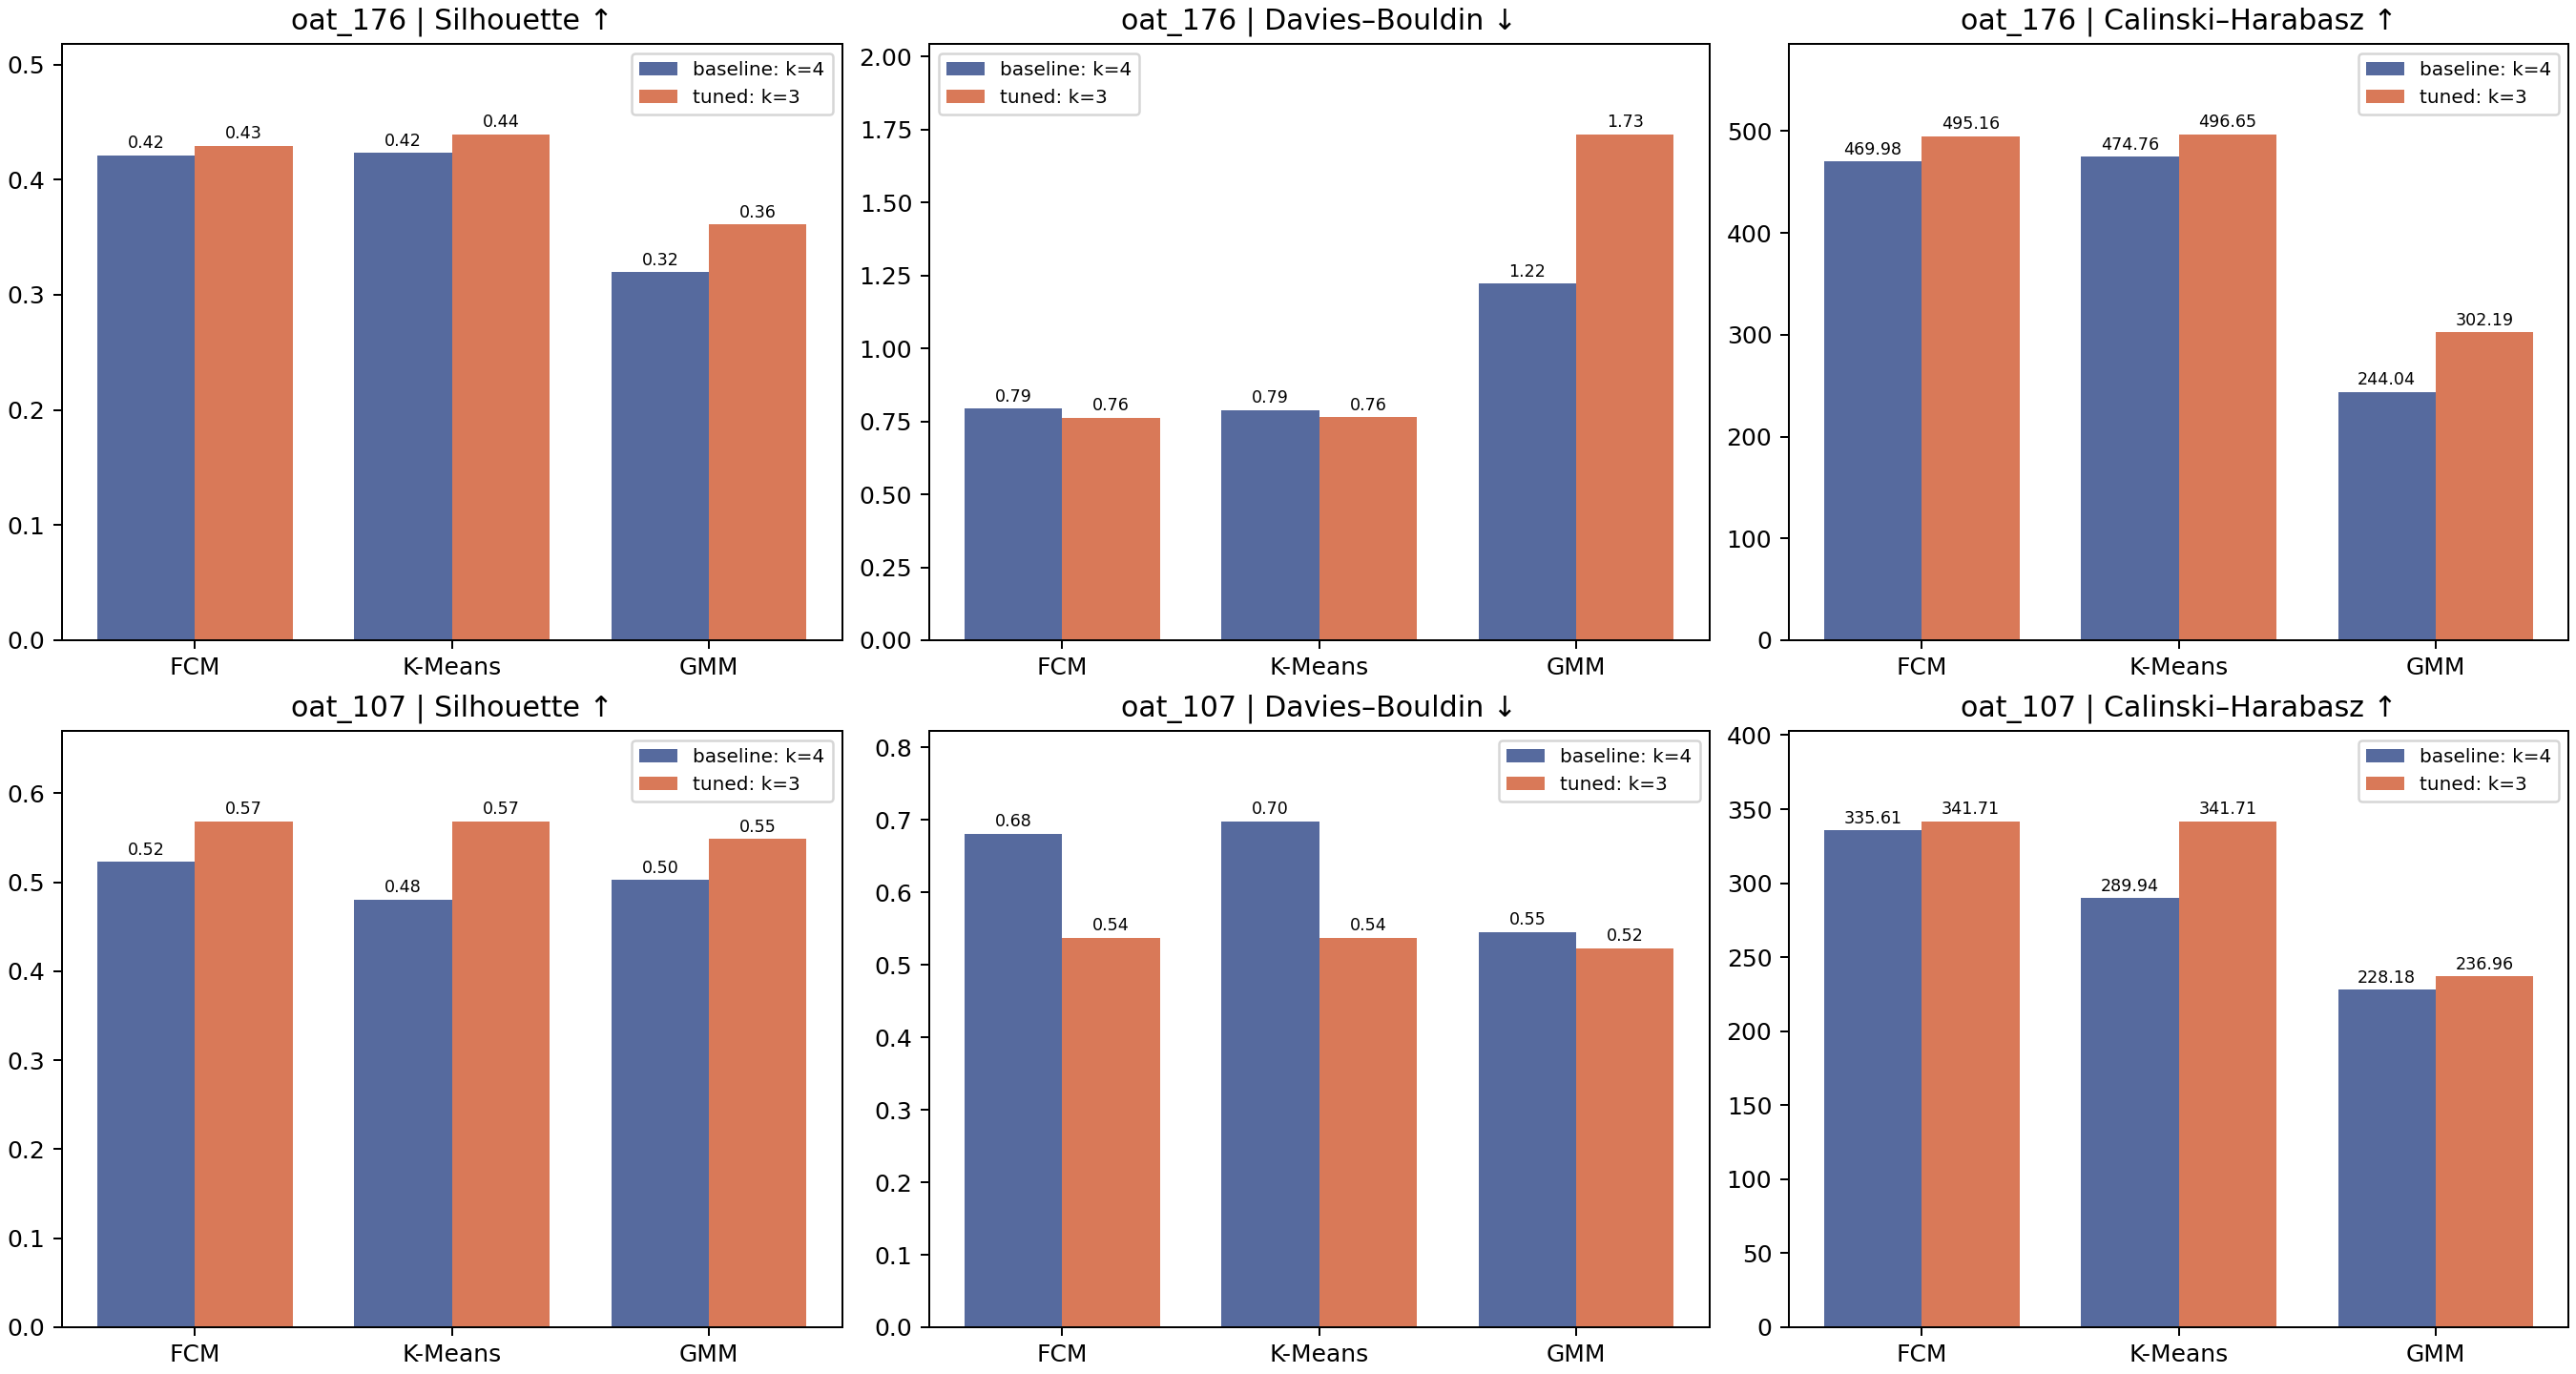 oat_176 | Silhouette ↑
0.5
0.4
0.3
0.2
0.1
0.0
baseline: k=4
tuned: k=3
0.42
0.43
0.42
0.44
0.32
0.36
FCM
K-Means
GMM
oat_176 | Davies–Bouldin ↓
2.00
1.75
1.50
1.25
1.00
0.75
0.50
0.25
0.00
baseline: k=4
tuned: k=3
0.79
0.76
0.79
0.76
1.22
1.73
FCM
K-Means
GMM
oat_176 | Calinski–Harabasz ↑
500
400
300
200
100
0
baseline: k=4
tuned: k=3
469.98
495.16
474.76
496.65
244.04
302.19
FCM
K-Means
GMM
oat_107 | Silhouette ↑
0.6
0.5
0.4
0.3
0.2
0.1
0.0
baseline: k=4
tuned: k=3
0.52
0.57
0.48
0.57
0.50
0.55
FCM
K-Means
GMM
oat_107 | Davies–Bouldin ↓
0.8
0.7
0.6
0.5
0.4
0.3
0.2
0.1
0.0
baseline: k=4
tuned: k=3
0.68
0.54
0.70
0.54
0.55
0.52
FCM
K-Means
GMM
oat_107 | Calinski–Harabasz ↑
400
350
300
250
200
150
100
50
0
baseline: k=4
tuned: k=3
335.61
341.71
289.94
341.71
228.18
236.96
FCM
K-Means
GMM